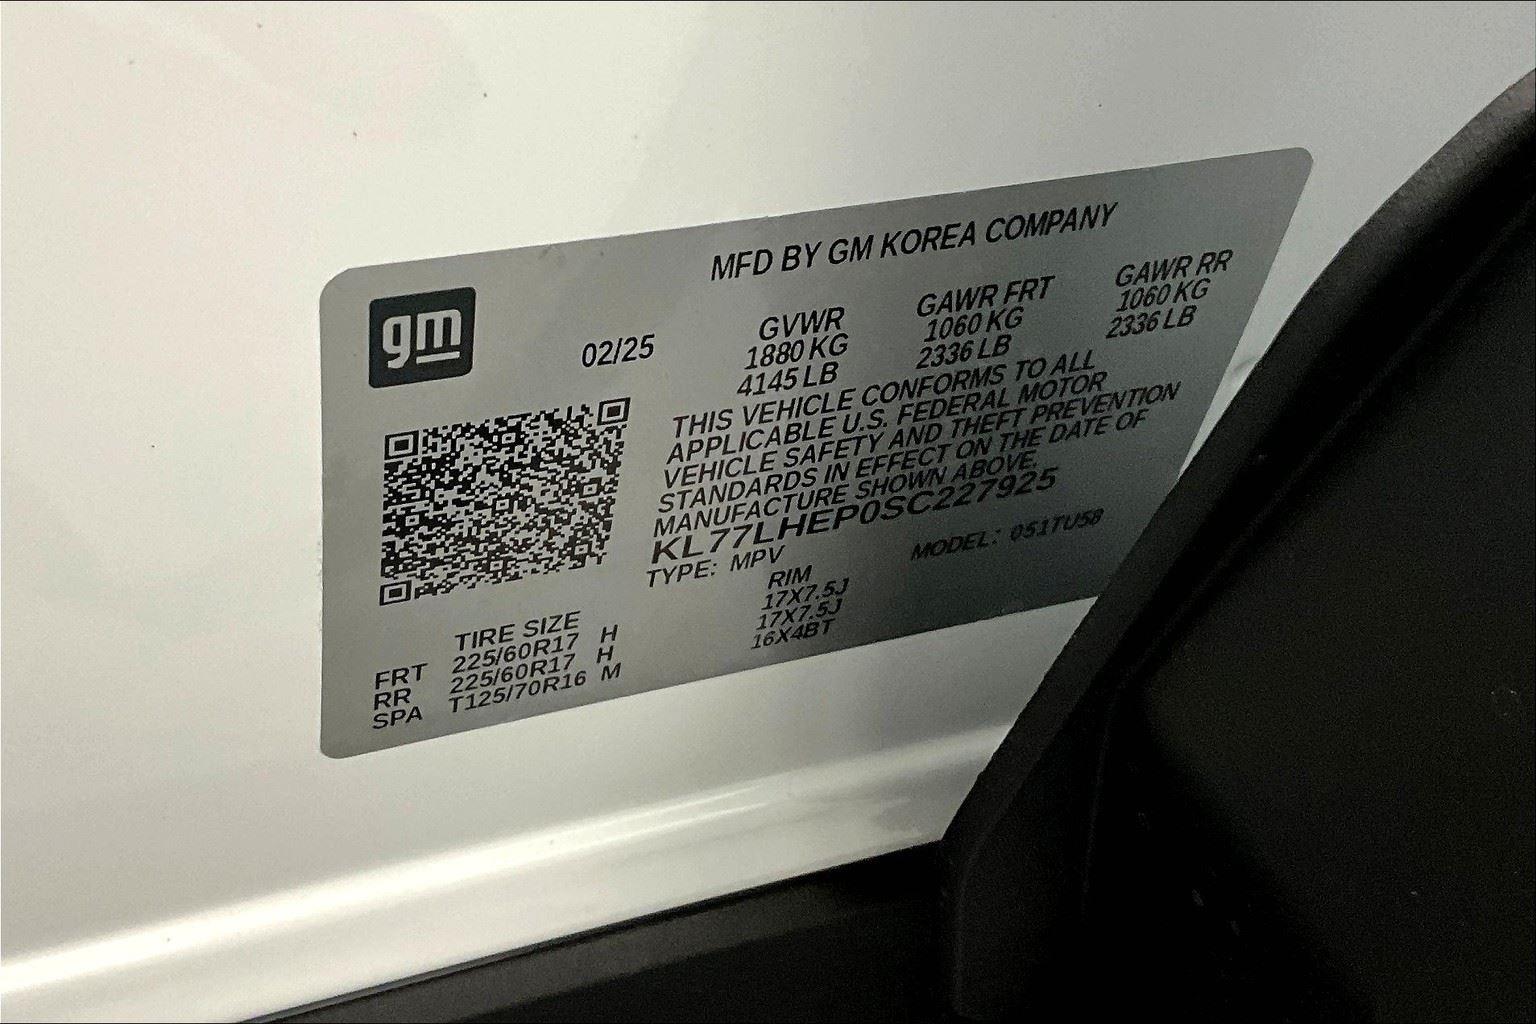 MFD BY GM KOREA COMPANY
gm
02/25
GVWR GAWR FRT GAWR RR
1880 KG 1060 KG 1060 KG
4145 LB 2336 LB 2336 LB
THIS VEHICLE CONFORMS TO ALL
APPLICABLE U.S. FEDERAL MOTOR
VEHICLE SAFETY AND THEFT PREVENTION
STANDARDS IN EFFECT ON THE DATE OF
MANUFACTURE SHOWN ABOVE.
KL77LHEP0SC227925
TYPE: MPV MODEL: 051TU58
TIRE SIZE RIM
FRT 225/60R17 H 17X7.5J
RR 225/60R17 H 17X7.5J
SPA T125/70R16 M 16X4BT